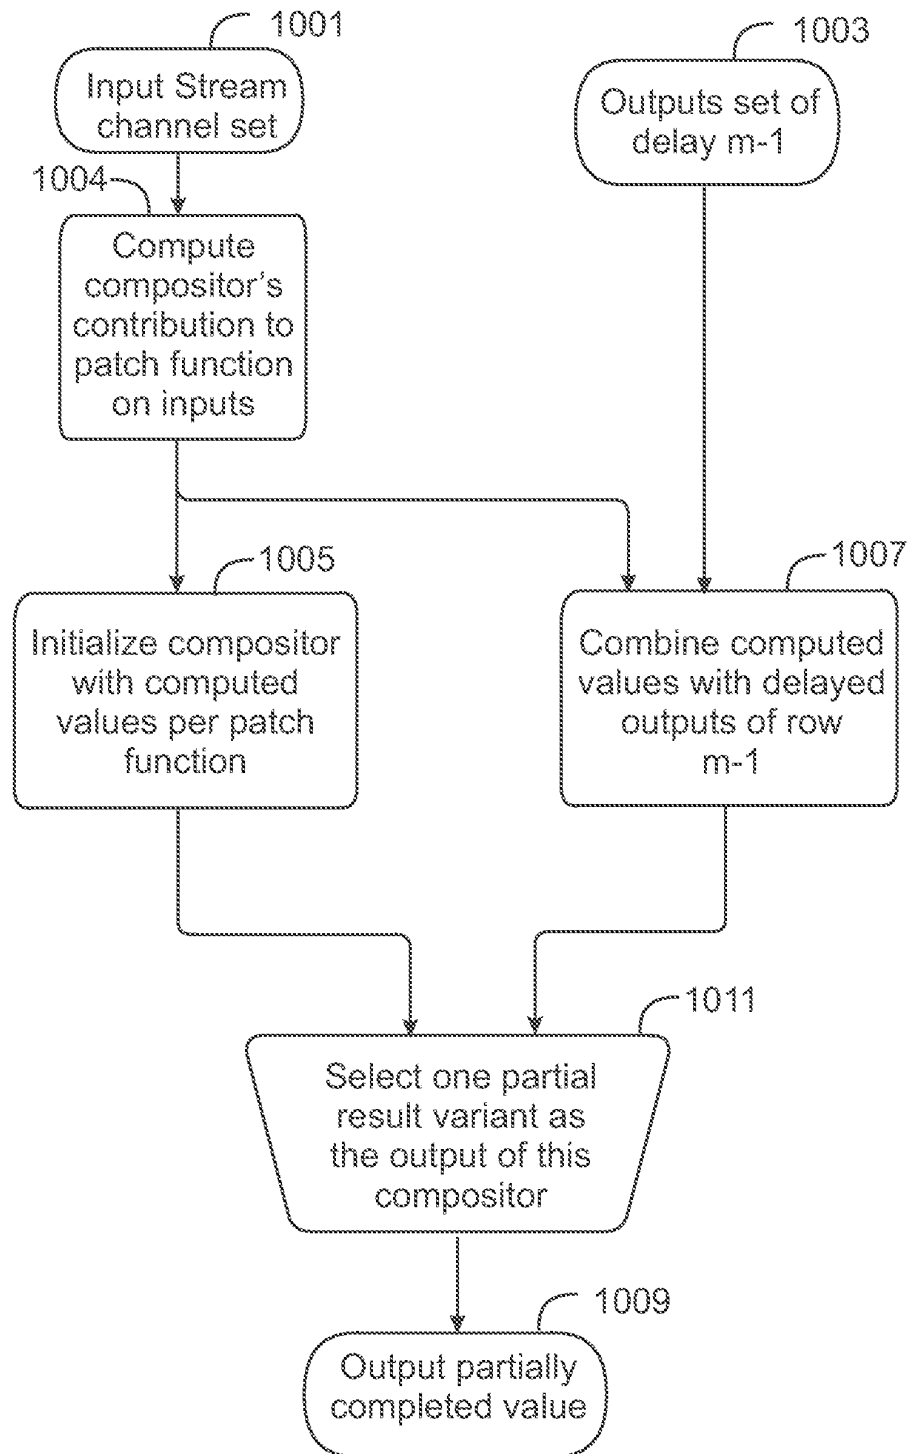 1001
Input Stream
channel set
1003
Outputs set of
delay m-1
1004
Compute
compositor's
contribution to
patch function
on inputs
1005
Initialize compositor
with computed
values per patch
function
1007
Combine computed
values with delayed
outputs of row
m-1
1011
Select one partial
result variant as
the output of this
compositor
1009
Output partially
completed value